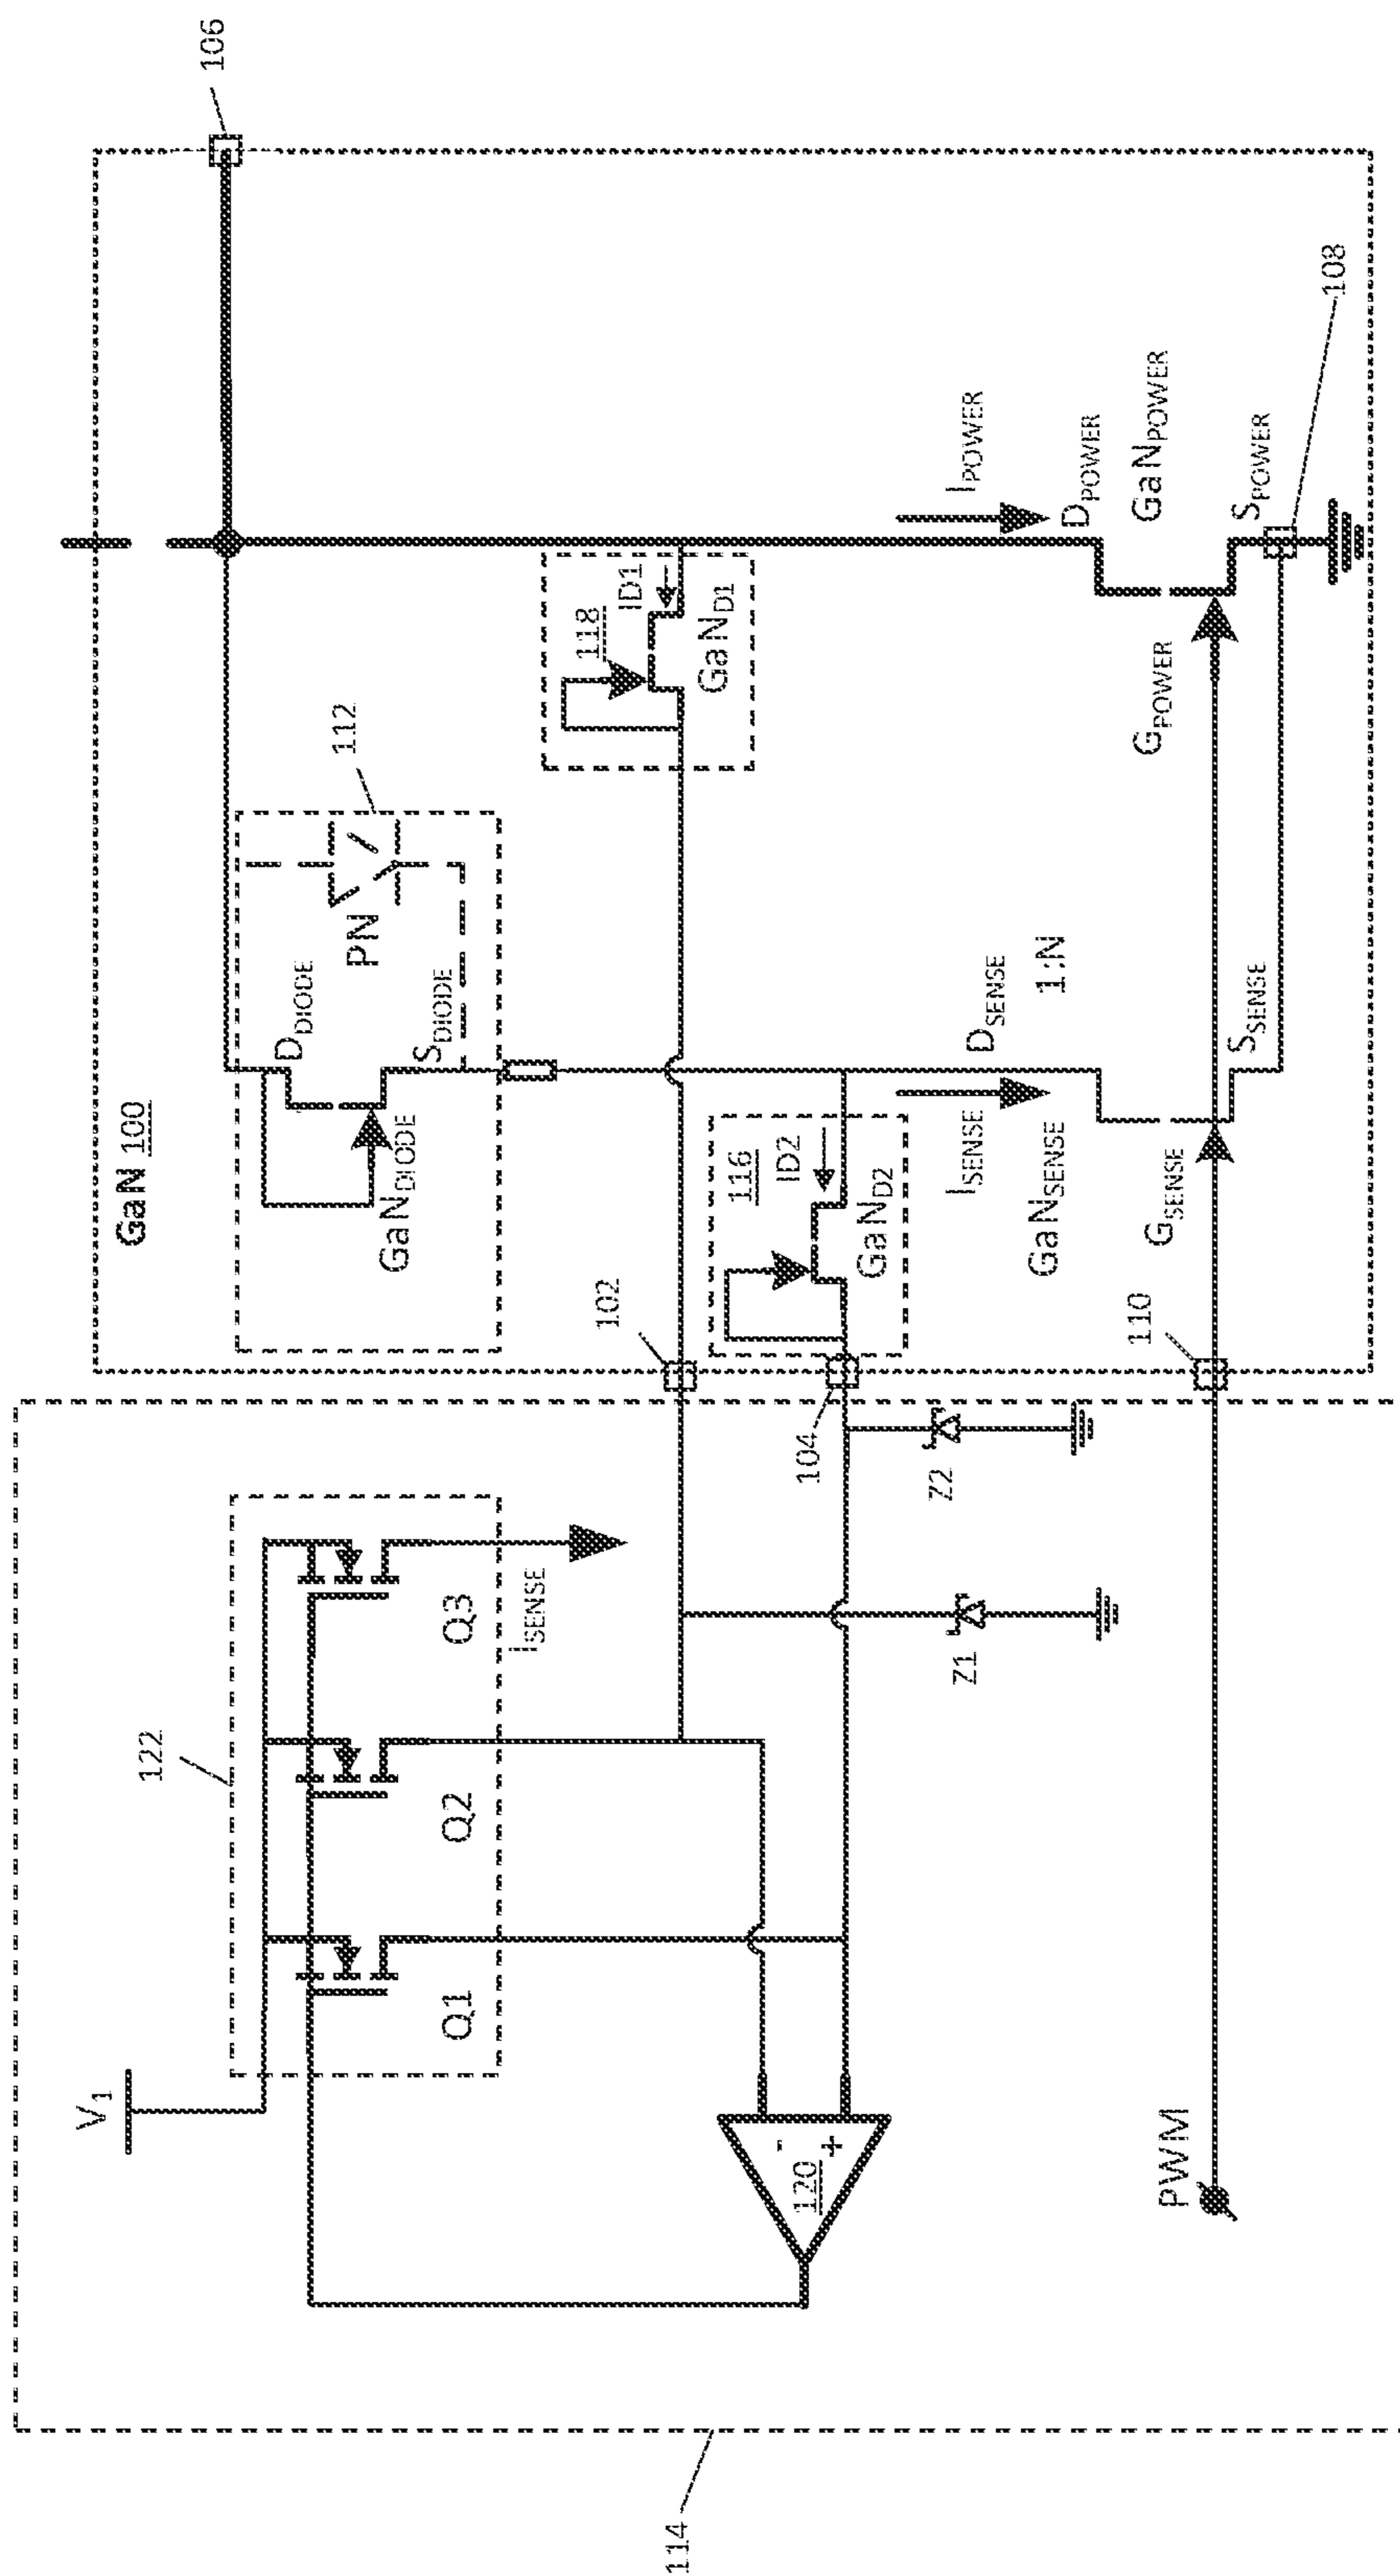 114
V1
122
Q1
Q2
Q3
ISENSE
120
-
+
Z1
Z2
PWM
GaN 100
106
102
104
110
108
112
DDIODE
SDIODE
GaNDIODE
PN
118
ID1
GaND1
116
ID2
GaND2
ISENSE
GaNSENSE
DSENSE
1:N
GSENSE
SSENSE
IPOWER
DPOWER
GaNPOWER
GPOWER
SPOWER